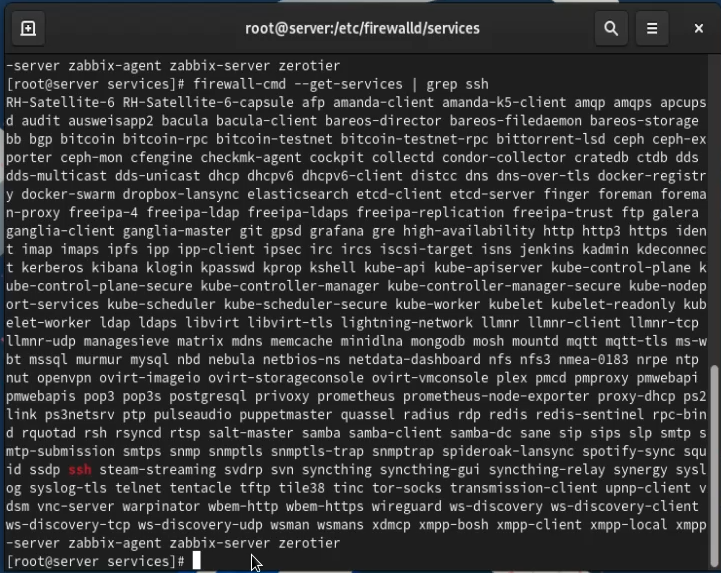 root@server:/etc/firewalld/services
-server zabbix-agent zabbix-server zerotier
[root@server services]# firewall-cmd --get-services | grep ssh
RH-Satellite-6 RH-Satellite-6-capsule afp amanda-client amanda-k5-client amqp amqps apcups
d audit ausweisapp2 bacula bacula-client bareos-director bareos-filedaemon bareos-storage
bb bgp bitcoin bitcoin-rpc bitcoin-testnet bitcoin-testnet-rpc bittorrent-lsd ceph ceph-ex
porter ceph-mon cfengine checkmk-agent cockpit collectd condor-collector cratedb ctdb dds
dds-multicast dds-unicast dhcp dhcpv6 dhcpv6-client distcc dns dns-over-tls docker-registr
y docker-swarm dropbox-lansync elasticsearch etcd-client etcd-server finger foreman forema
n-proxy freeipa-4 freeipa-ldap freeipa-ldaps freeipa-replication freeipa-trust ftp galera
ganglia-client ganglia-master git gpsd grafana gre high-availability http http3 https iden
t imap imaps ipfs ipp ipp-client ipsec irc ircs iscsi-target isns jenkins kadmin kdeconnec
t kerberos kibana klogin kpasswd kprop kshell kube-api kube-apiserver kube-control-plane k
ube-control-plane-secure kube-controller-manager kube-controller-manager-secure kube-nodep
ort-services kube-scheduler kube-scheduler-secure kube-worker kubelet kubelet-readonly kub
elet-worker ldap ldaps libvirt libvirt-tls lightning-network llmnr llmnr-client llmnr-tcp
llmnr-udp managesieve matrix mdns memcache minidlna mongodb mosh mountd mqtt mqtt-tls ms-w
bt mssql murmur mysql nbd nebula netbios-ns netdata-dashboard nfs nfs3 nmea-0183 nrpe ntp
nut openvpn ovirt-imageio ovirt-storageconsole ovirt-vmconsole plex pmcd pmproxy pmwebapi
pmwebapis pop3 pop3s postgresql privoxy prometheus prometheus-node-exporter proxy-dhcp ps2
link ps3netsrv ptp pulseaudio puppetmaster quassel radius rdp redis redis-sentinel rpc-bin
d rquotad rsh rsyncd rtsp salt-master samba samba-client samba-dc sane sip sips slp smtp s
mtp-submission smtps snmp snmptls snmptls-trap snmptrap spideroak-lansync spotify-sync squ
id ssdp ssh steam-streaming svdrp svn syncthing syncthing-gui syncthing-relay synergy sysl
og syslog-tls telnet tentacle tftp tile38 tinc tor-socks transmission-client upnp-client v
dsm vnc-server warpinator wbem-http wbem-https wireguard ws-discovery ws-discovery-client
ws-discovery-tcp ws-discovery-udp wsman wsmans xdmcp xmpp-bosh xmpp-client xmpp-local xmpp
-server zabbix-agent zabbix-server zerotier
[root@server services]#